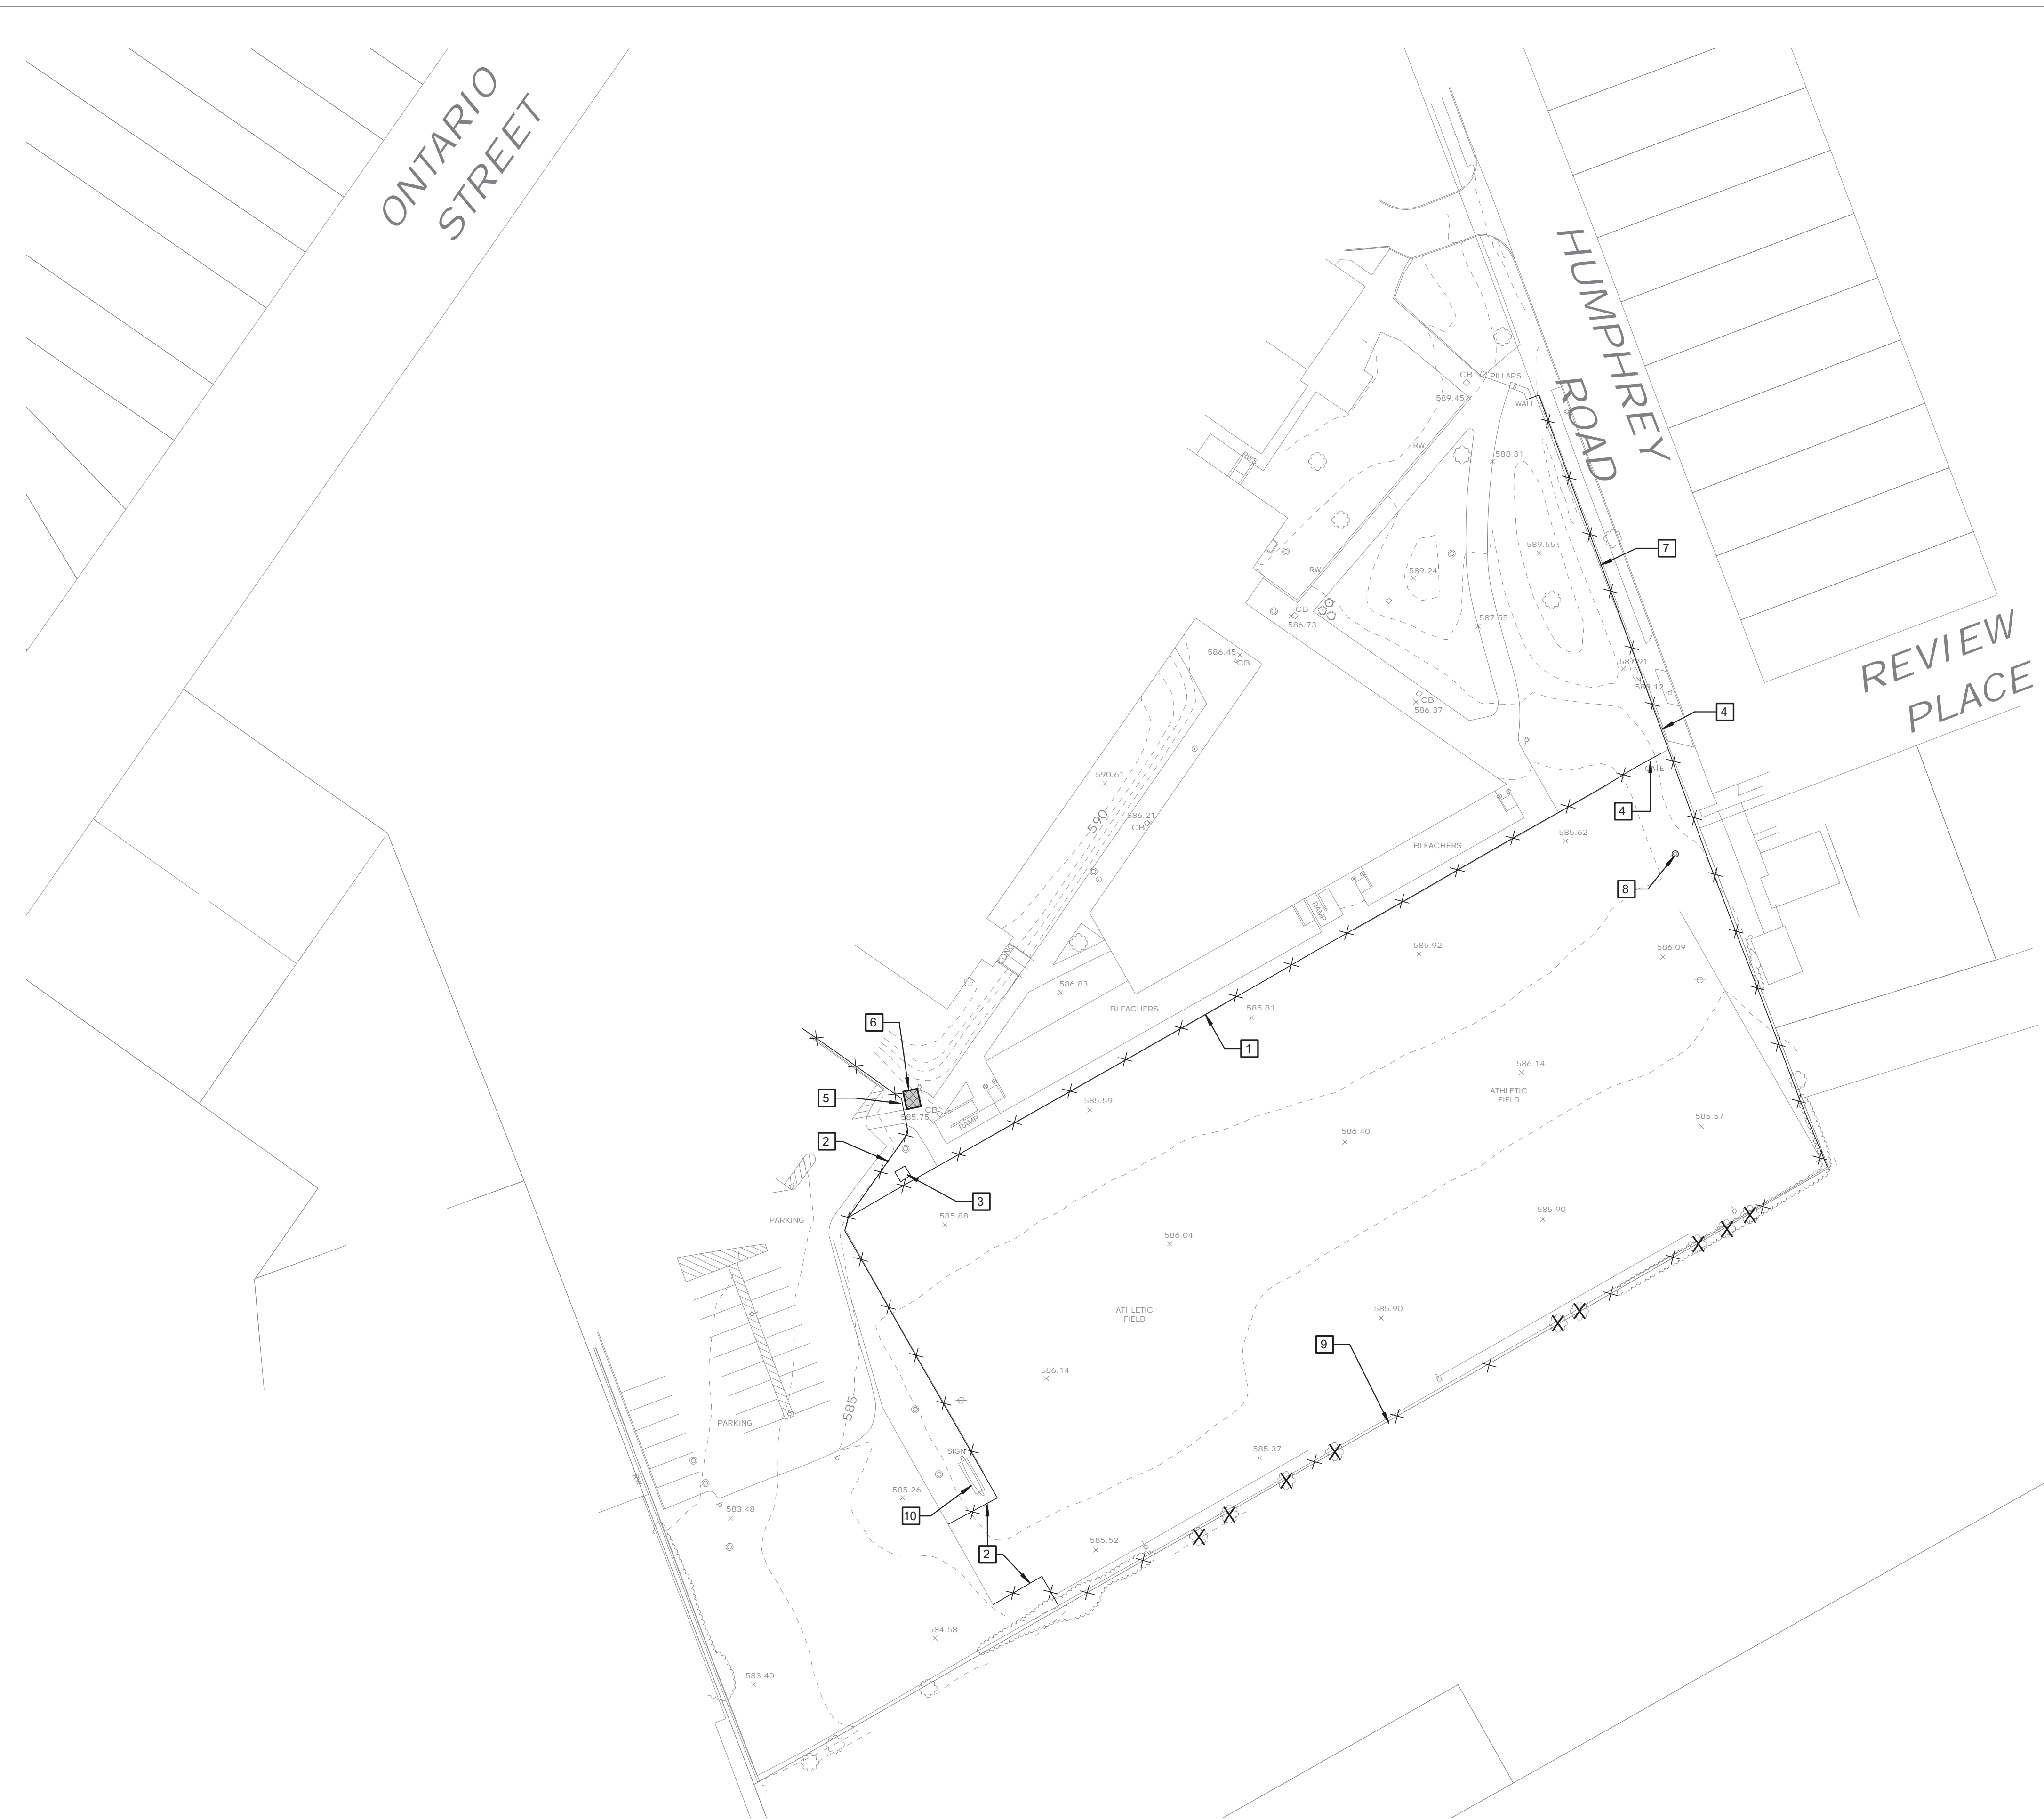 ONTARIO
STREET
HUMPHREY
ROAD
REVIEW
PLACE
CB
PILLARS
589.45
WALL
RW
588.31
RWS
589.55
7
RW
589.24
CB
586.73
587.55
586.45
CB
587.91
588.12
CB
586.37
4
GATE
590.61
4
590
586.21
CB
585.62
BLEACHERS
8
RAMP
585.92
586.09
CONC
586.83
BLEACHERS
585.81
6
1
586.14
ATHLETIC
FIELD
5
585.59
CB
585.75
RAMP
585.57
586.40
2
3
585.88
PARKING
585.90
586.04
ATHLETIC
FIELD
585.90
9
586.14
585
PARKING
SIGN
585.37
RW
585.26
583.48
10
585.52
2
584.58
583.40